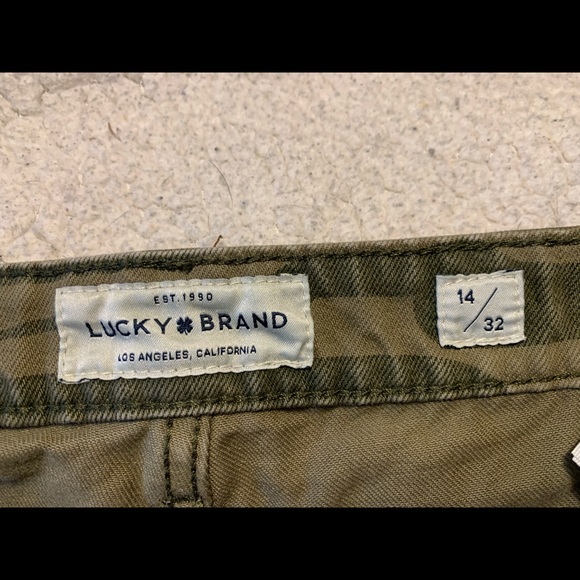 EST. 1990
LUCKY BRAND
LOS ANGELES, CALIFORNIA
14/32